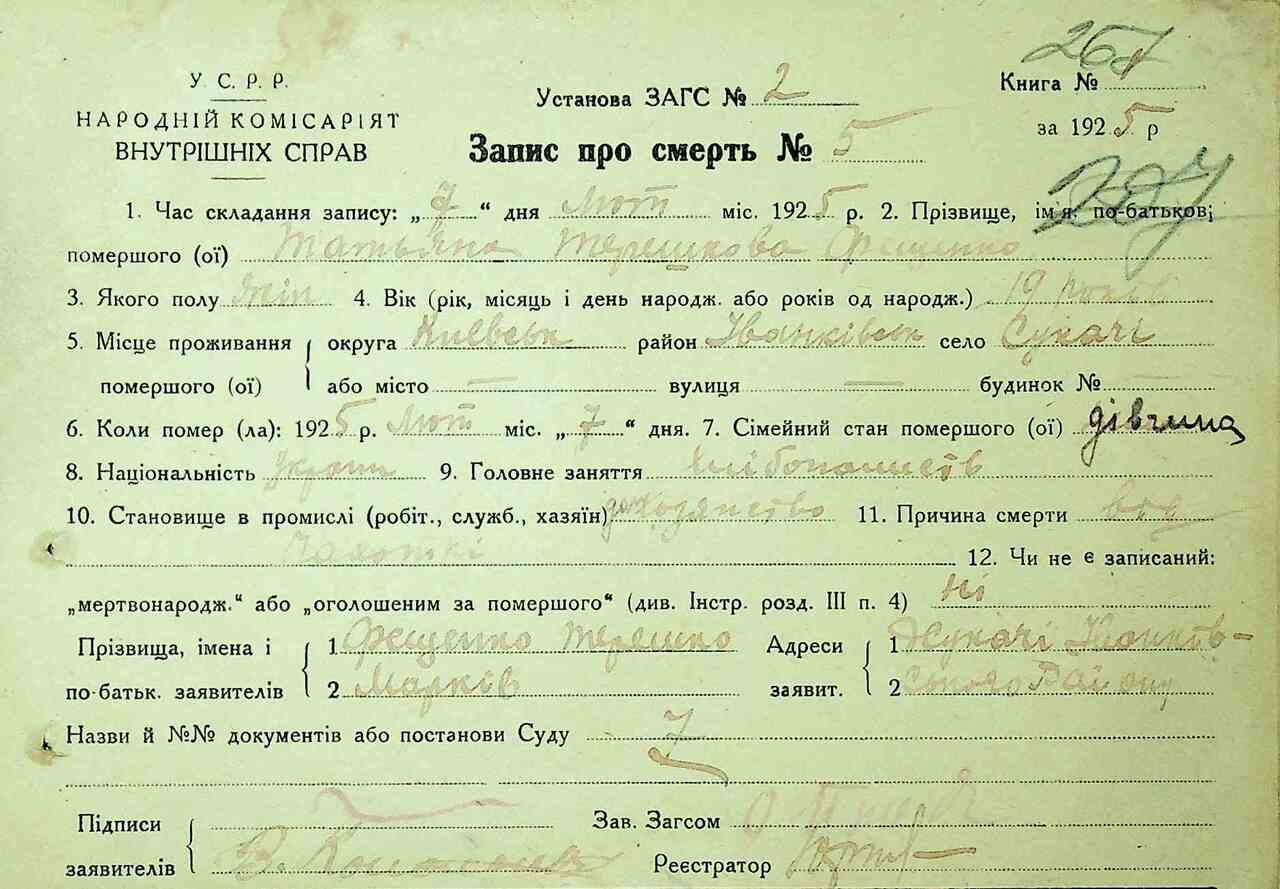 У. С. Р. Р.
НАРОДНІЙ КОМІСАРІЯТ
ВНУТРІШНІХ СПРАВ
Установа ЗАГС № 2
Запис про смерть № 5
Книга №
за 1925 р
1. Час складання запису: „7“ дня Лют міс. 1925 р. 2. Прізвище, ім'я, по-батькові
помершого (ої) Татьяна Терешкова Фещенко
3. Якого полу жін 4. Вік (рік, місяць і день народж. або років од народж.) 19 років
5. Місце проживання округа Киевськ район Іванківськ село Сукачі
помершого (ої) або місто — вулиця — будинок №
6. Коли помер (ла): 1925 р. Лют міс. „7“ дня. 7. Сімейний стан помершого (ої) дівчина
8. Національність 9. Головне заняття
10. Становище в промислі (робіт., служб., хазяїн) 11. Причина смерти від
12. Чи не є записаний:
„мертвонародж.“ або „оголошеним за помершого“ (див. Інстр. розд. III п. 4) Ні
Прізвища, імена і 1 Фещенко Терешко Адреси 1
по-батьк. заявителів 2 Марків заявит. 2 Району
Назви й №№ документів або постанови Суду 7
Підписи Зав. Загсом
заявителів Реєстратор